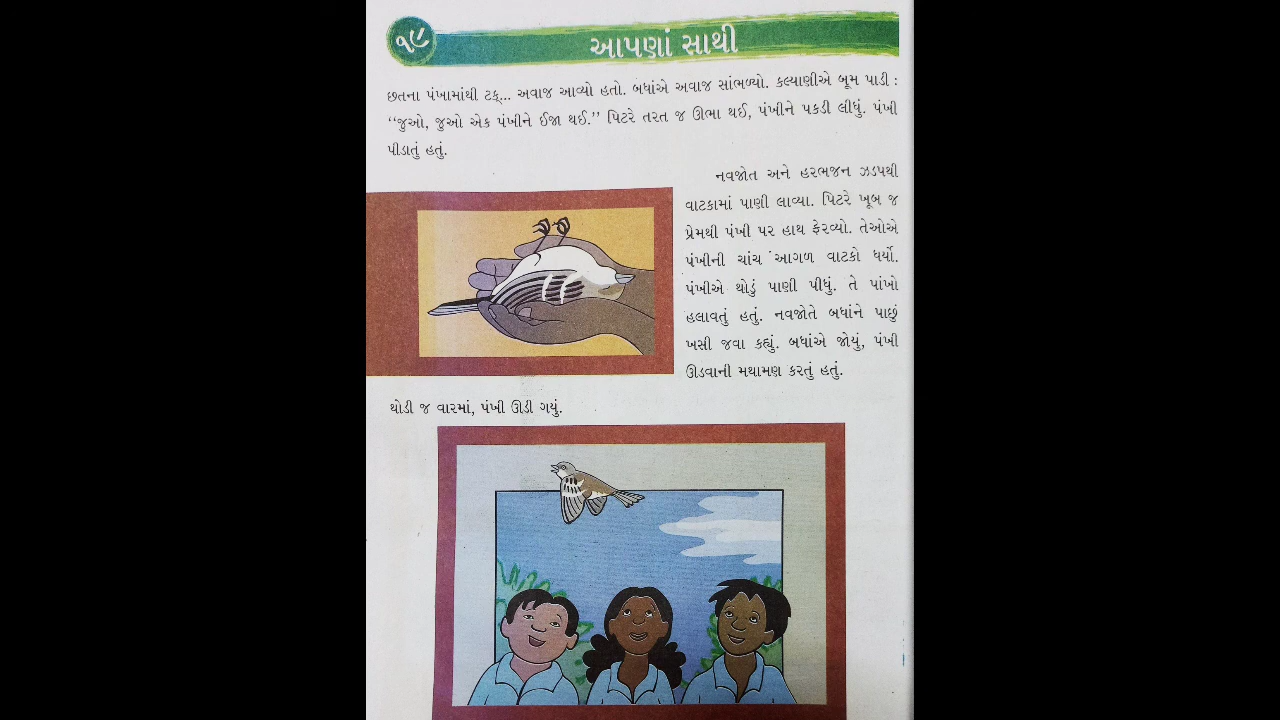 ૧૯
આપણાં સાથી
છતના પંખામાંથી ટક્... અવાજ આવ્યો હતો. બધાંએ અવાજ સાંભળ્યો. કલ્યાણીએ બૂમ પાડી :
“જુઓ, જુઓ એક પંખીને ઈજા થઈ.” પિટરે તરત જ ઊભા થઈ, પંખીને પકડી લીધું. પંખી
પીડાતું હતું.
નવજોત અને હરભજન ઝડપથી
વાટકામાં પાણી લાવ્યા. પિટરે ખૂબ જ
પ્રેમથી પંખી પર હાથ ફેરવ્યો. તેઓએ
પંખીની ચાંચ આગળ વાટકો ધર્યો.
પંખીએ થોડું પાણી પીધું. તે પાંખો
હલાવતું હતું. નવજોતે બધાંને પાછું
ખસી જવા કહ્યું. બધાંએ જોયું, પંખી
ઊડવાની મથામણ કરતું હતું.
થોડી જ વારમાં, પંખી ઊડી ગયું.